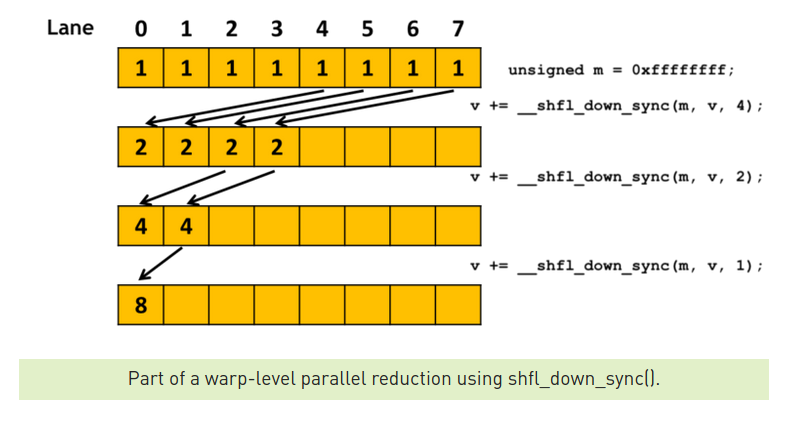 Lane 0 1 2 3 4 5 6 7
1 1 1 1 1 1 1 1 unsigned m = 0xffffffff;
v += __shfl_down_sync(m, v, 4);
2 2 2 2
v += __shfl_down_sync(m, v, 2);
4 4
v += __shfl_down_sync(m, v, 1);
8
Part of a warp-level parallel reduction using shfl_down_sync().